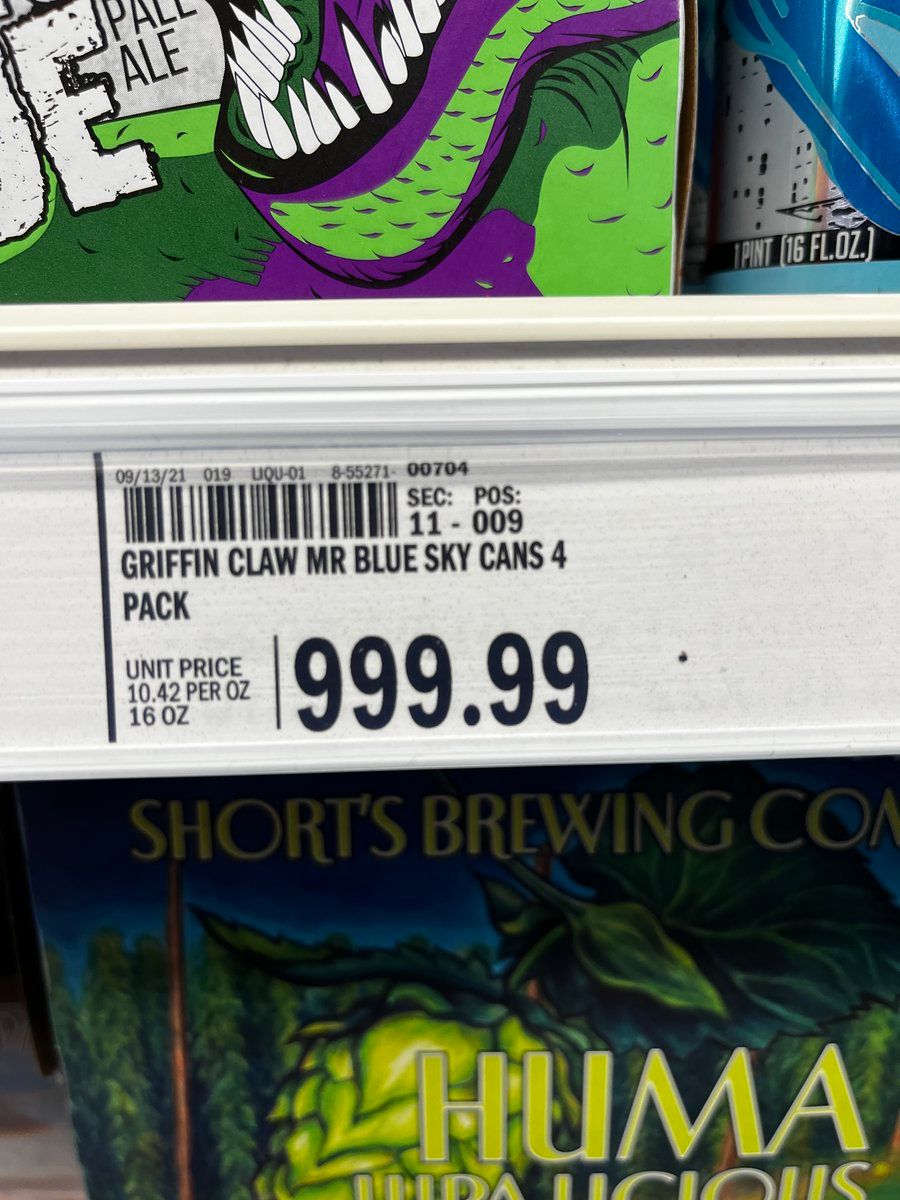 PALE
ALE
1 PINT (16 FL.OZ.)
09/13/21 019 LIQU-01 8-55271- 00704
SEC: POS:
11 - 009
GRIFFIN CLAW MR BLUE SKY CANS 4
PACK
UNIT PRICE
10.42 PER OZ
16 OZ
999.99
SHORT'S BREWING COM
HUMA
LUPALICIOUS